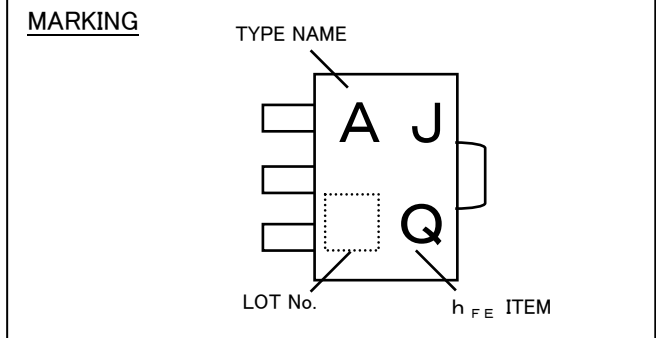 MARKING
TYPE NAME
A J
Q
LOT No.
hFE ITEM